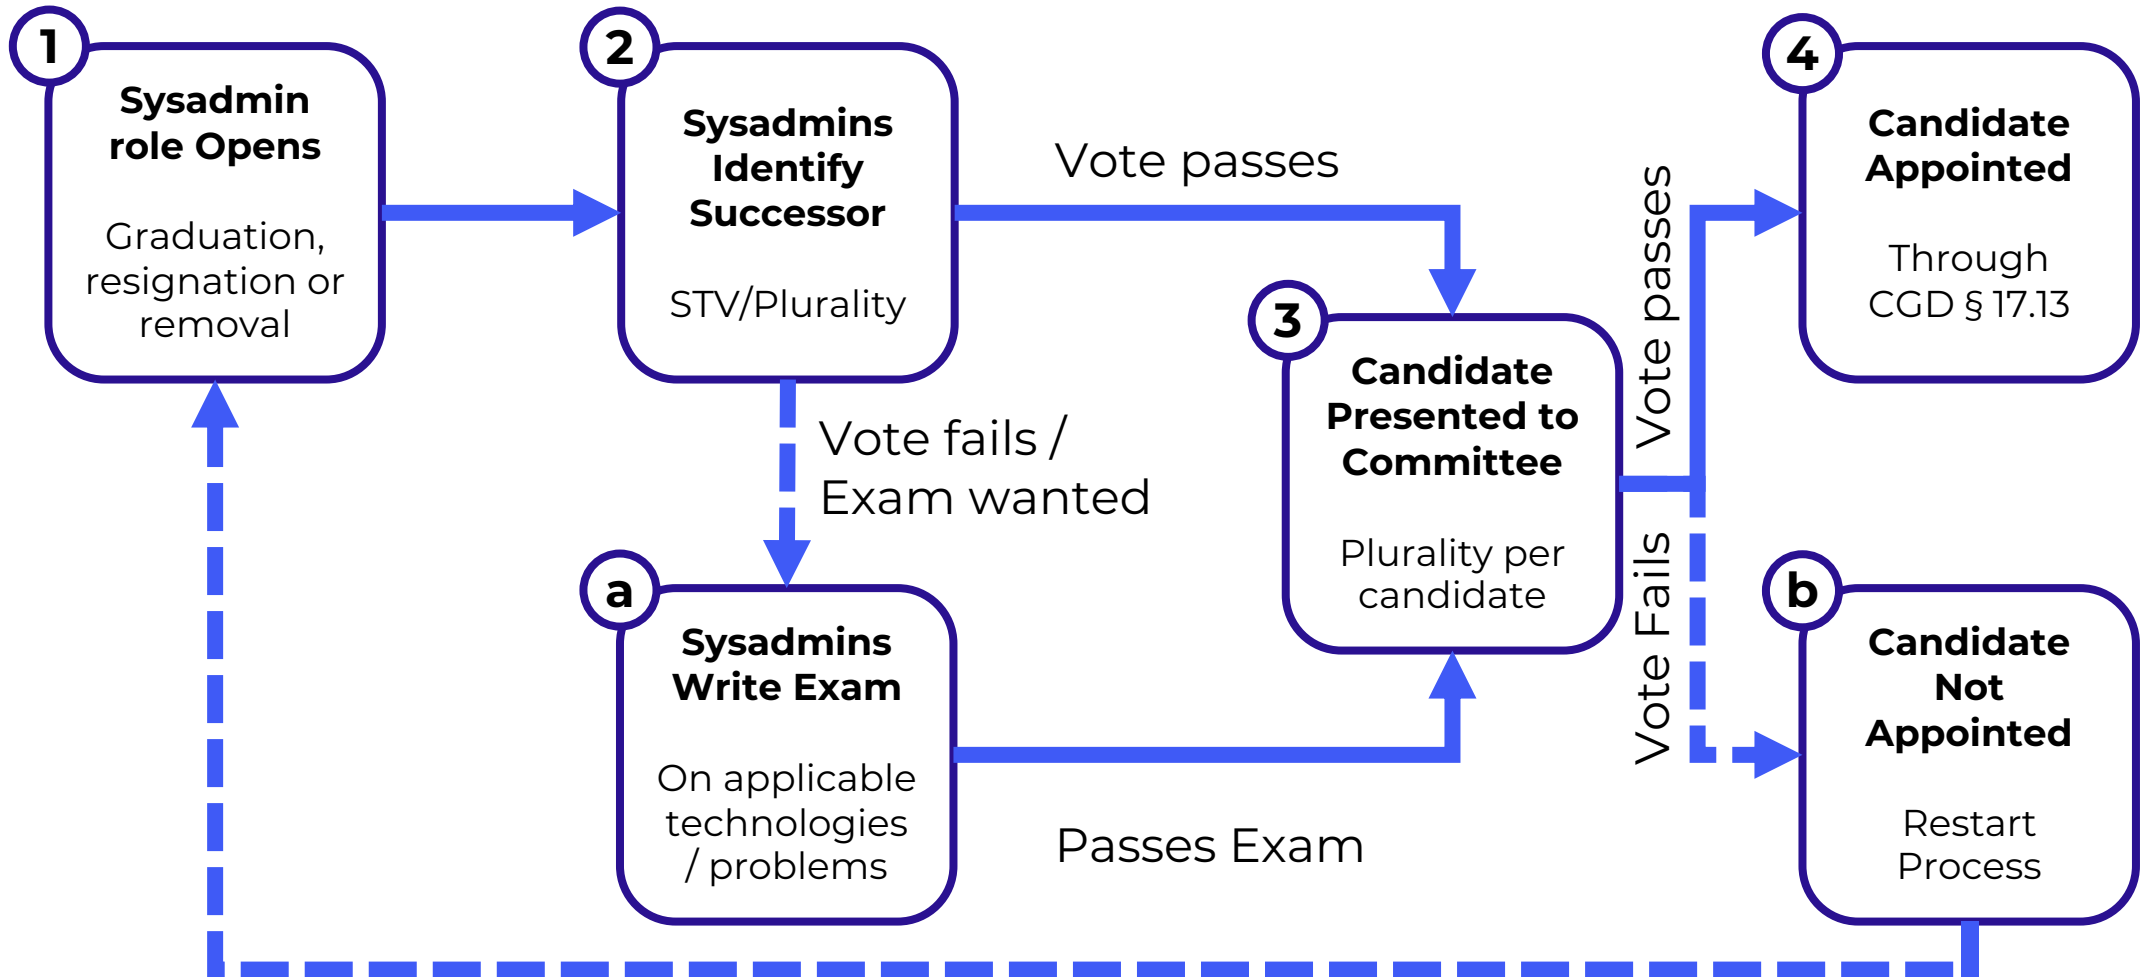 1
Sysadmin
role Opens
Graduation,
resignation or
removal
2
Sysadmins
Identify
Successor
STV/Plurality
Vote passes
Vote fails /
Exam wanted
a
Sysadmins
Write Exam
On applicable
technologies
/ problems
Passes Exam
3
Candidate
Presented to
Committee
Plurality per
candidate
Vote passes
Vote Fails
4
Candidate
Appointed
Through
CGD § 17.13
b
Candidate
Not
Appointed
Restart
Process